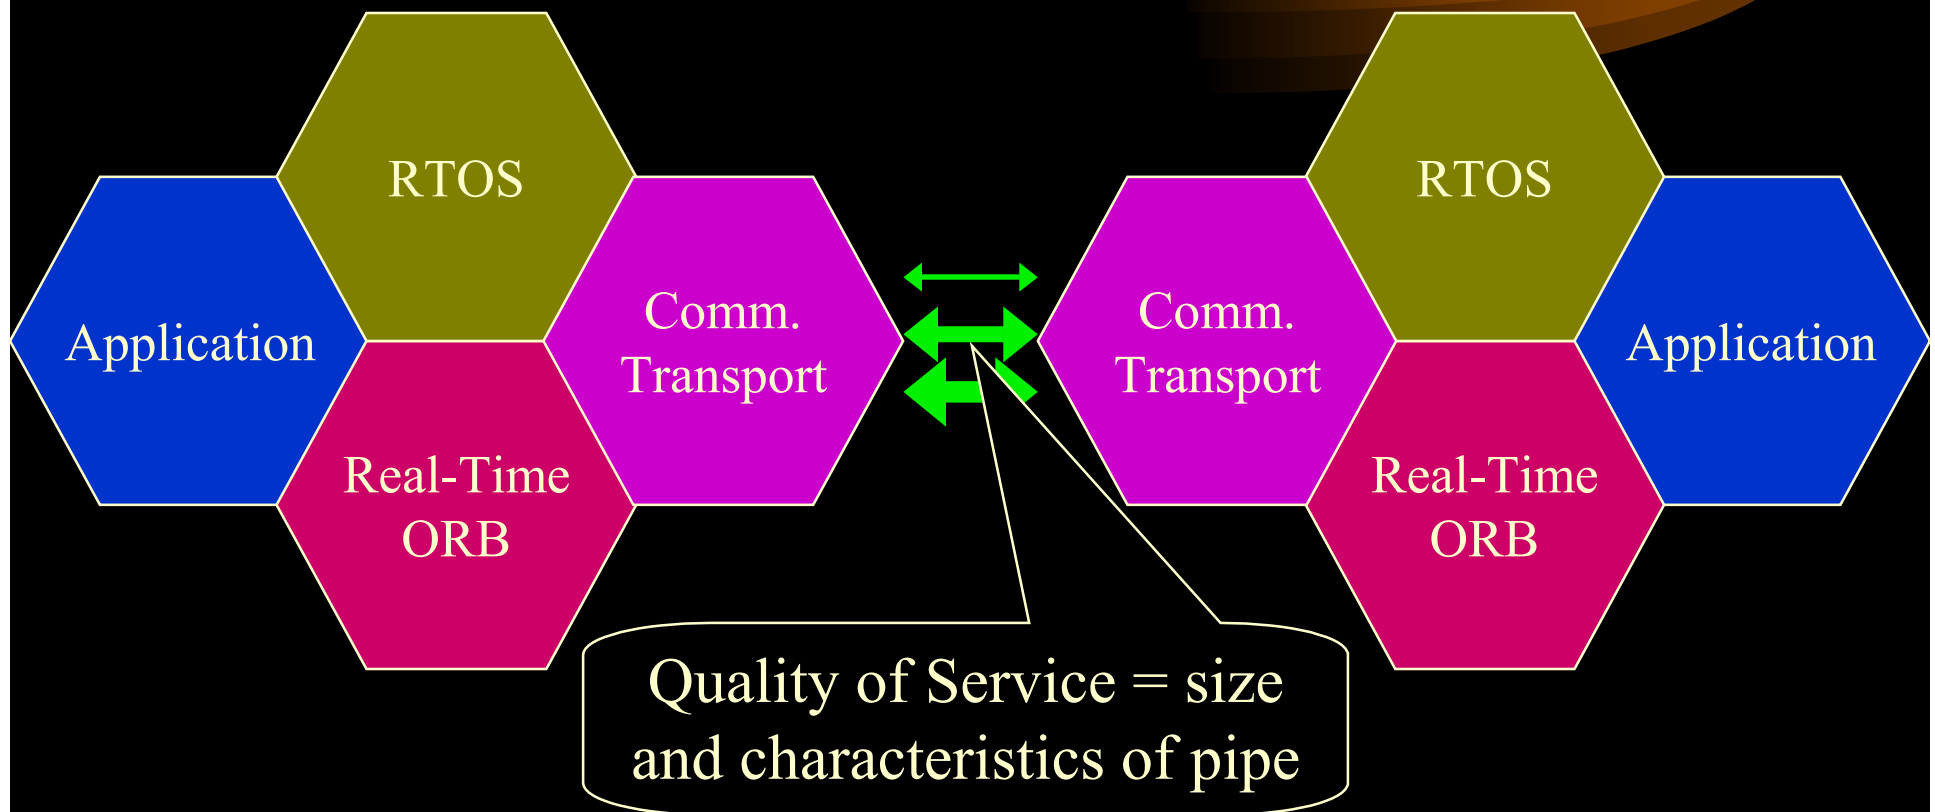 RTOS
Application
Comm.
Transport
Real-Time
ORB
RTOS
Comm.
Transport
Application
Real-Time
ORB
Quality of Service = size
and characteristics of pipe